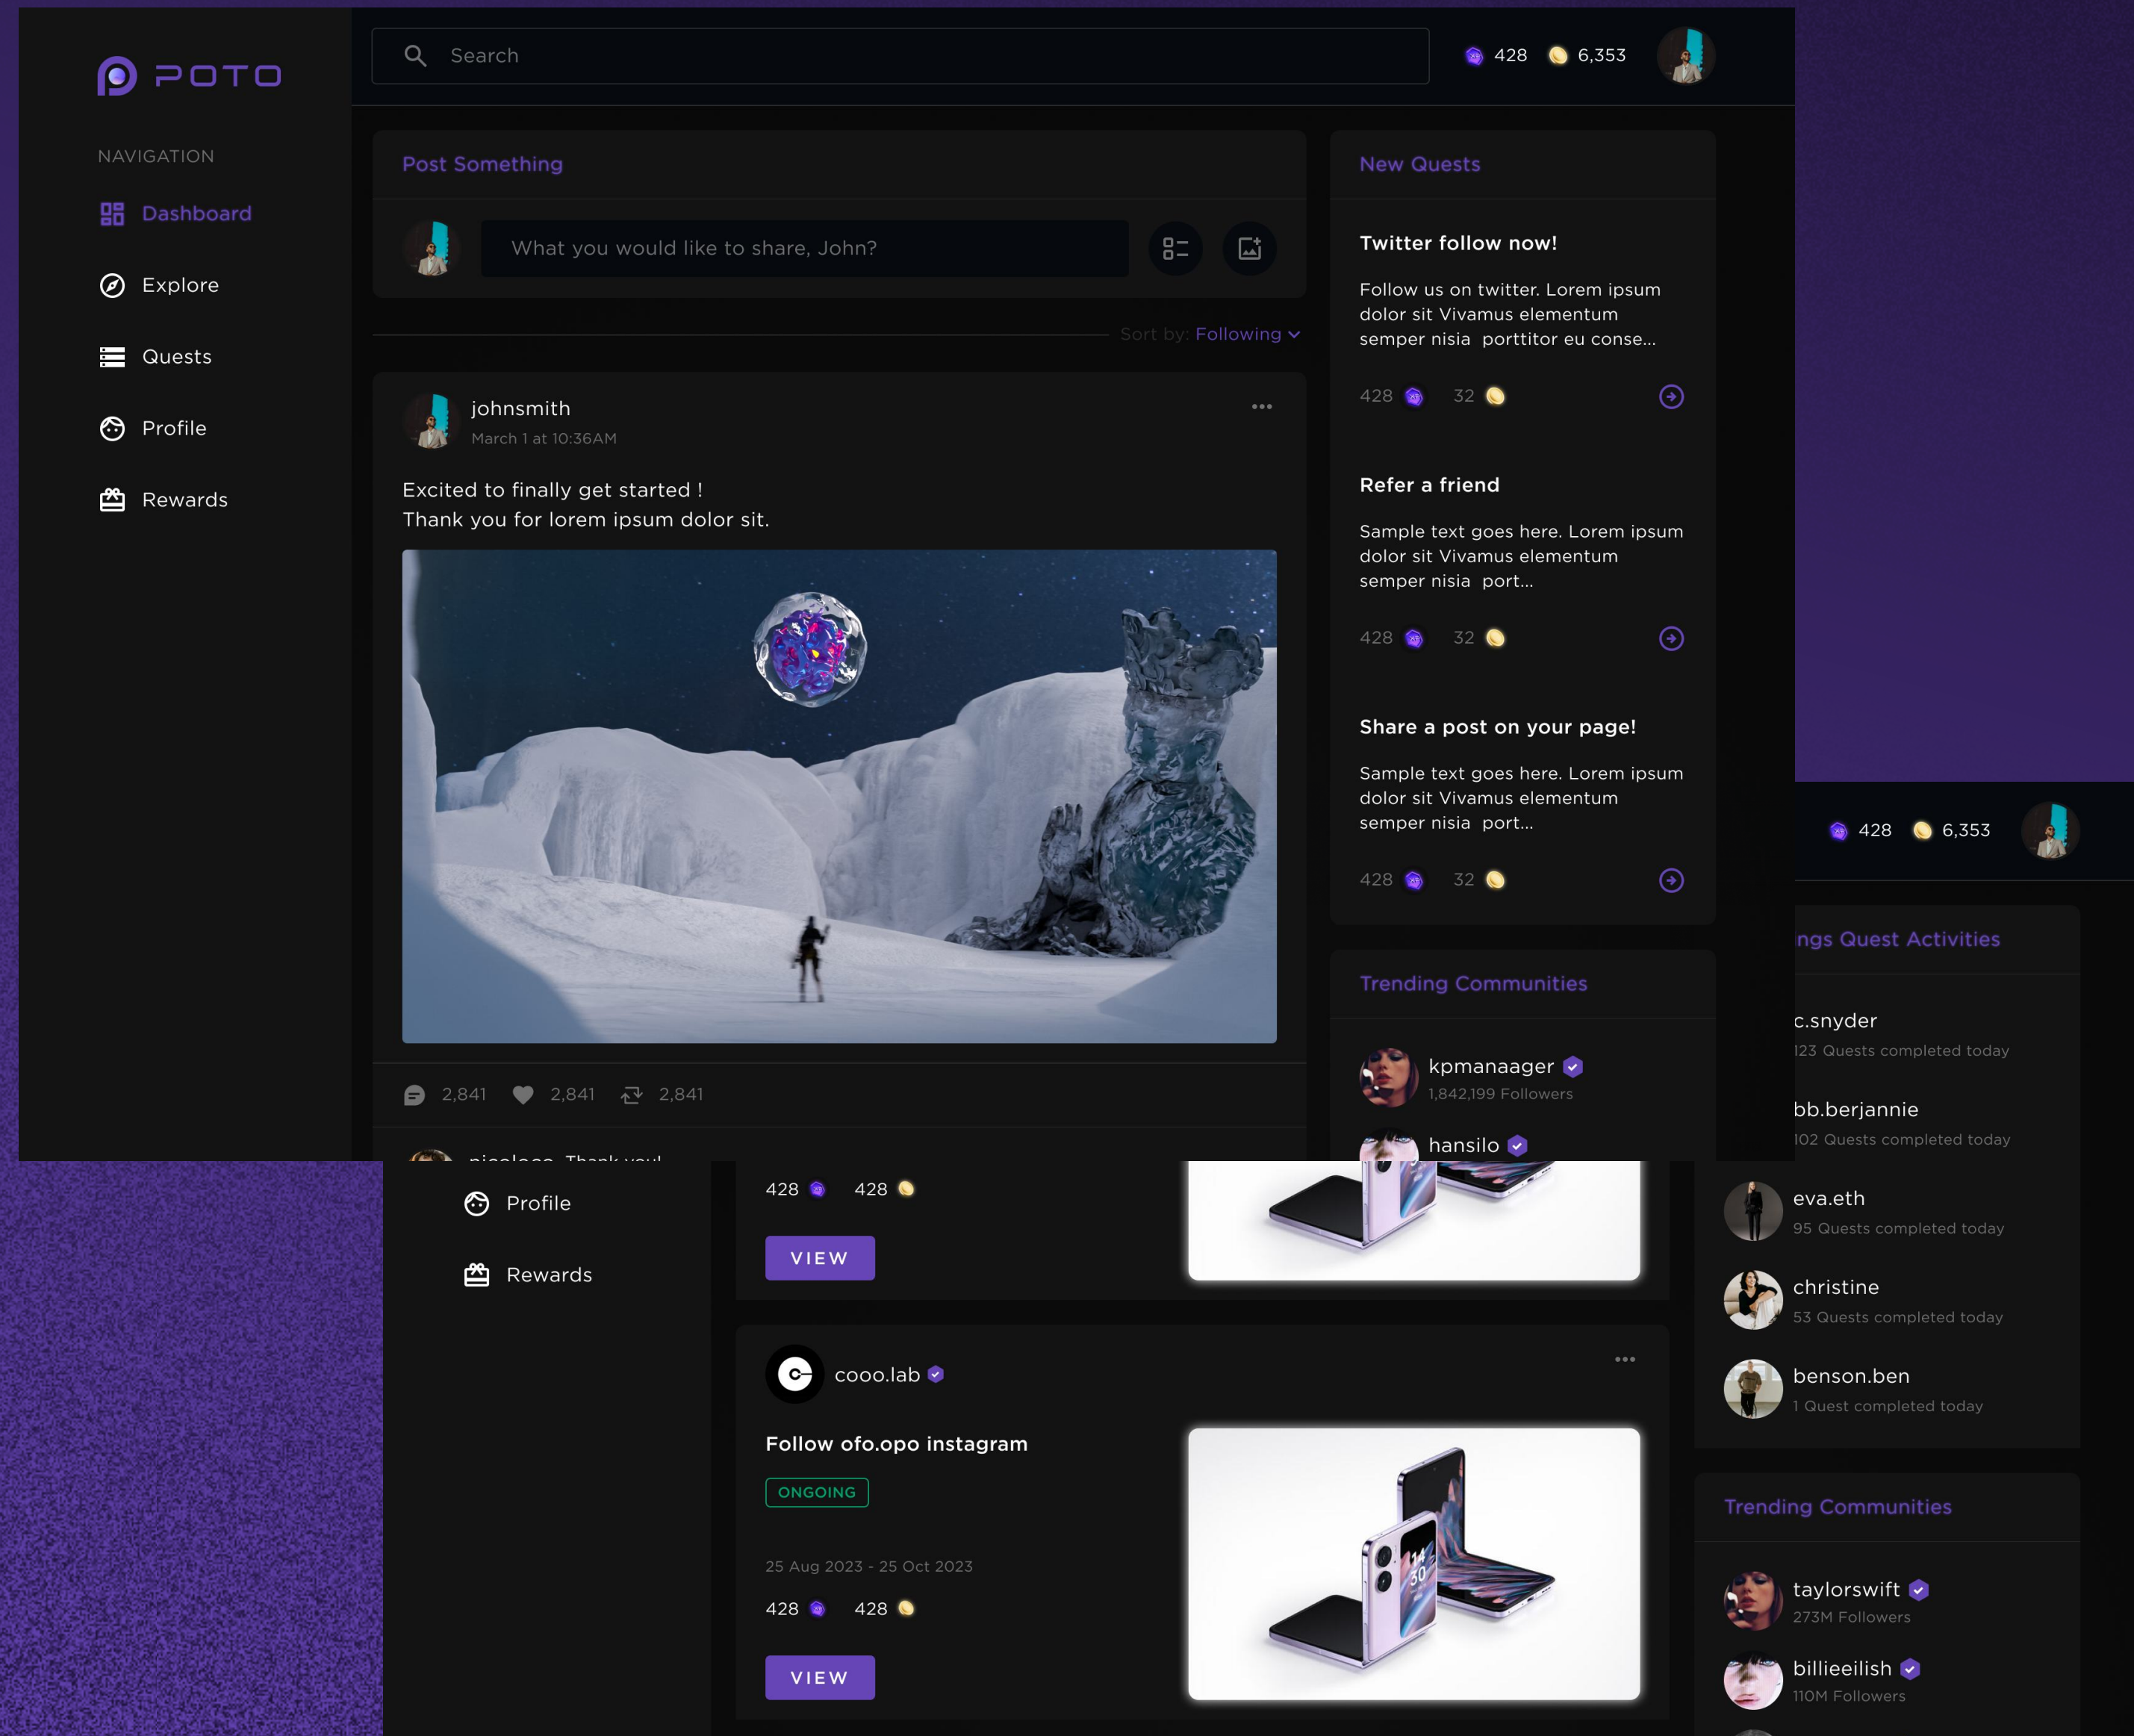 POTO
NAVIGATION
Dashboard
Explore
Quests
Profile
Rewards
Search
428
6,353
Post Something
What you would like to share, John?
Sort by: Following
johnsmith
March 1 at 10:36AM
Excited to finally get started !
Thank you for lorem ipsum dolor sit.
2,841
2,841
2,841
nicoloco Thank you!
New Quests
Twitter follow now!
Follow us on twitter. Lorem ipsum
dolor sit Vivamus elementum
semper nisia porttitor eu conse...
428
32
Refer a friend
Sample text goes here. Lorem ipsum
dolor sit Vivamus elementum
semper nisia port...
428
32
Share a post on your page!
Sample text goes here. Lorem ipsum
dolor sit Vivamus elementum
semper nisia port...
428
32
Trending Communities
kpmanaager
1,842,199 Followers
hansilo
Profile
Rewards
428
428
VIEW
cooo.lab
Follow ofo.opo instagram
ONGOING
25 Aug 2023 - 25 Oct 2023
428
428
VIEW
14
30
428
6,353
ngs Quest Activities
c.snyder
123 Quests completed today
bb.berjannie
102 Quests completed today
eva.eth
95 Quests completed today
christine
53 Quests completed today
benson.ben
1 Quest completed today
Trending Communities
taylorswift
273M Followers
billieeilish
110M Followers